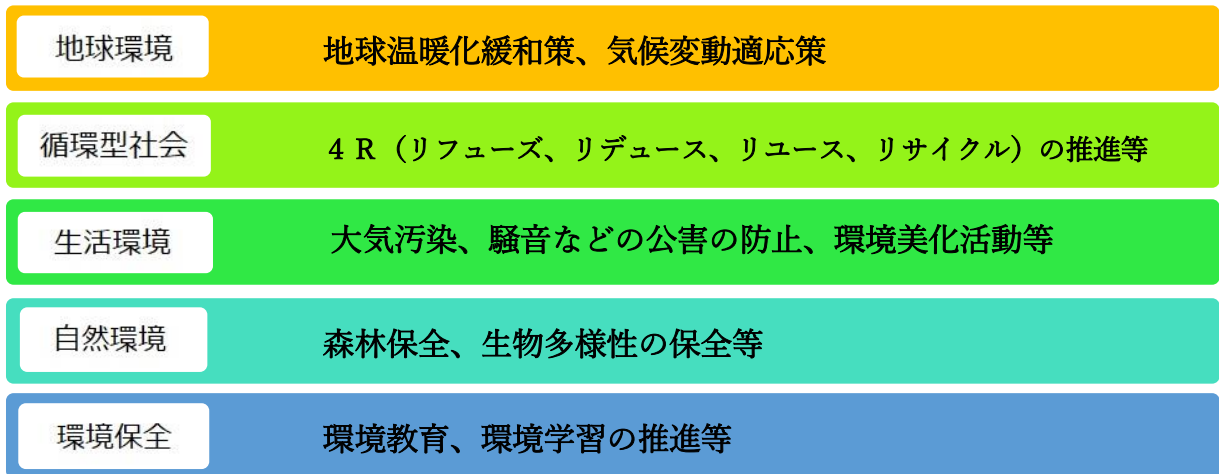 地球環境 地球温暖化緩和策、気候変動適応策
循環型社会 ４Ｒ（リフューズ、リデュース、リユース、リサイクル）の推進等
生活環境 大気汚染、騒音などの公害の防止、環境美化活動等
自然環境 森林保全、生物多様性の保全等
環境保全 環境教育、環境学習の推進等